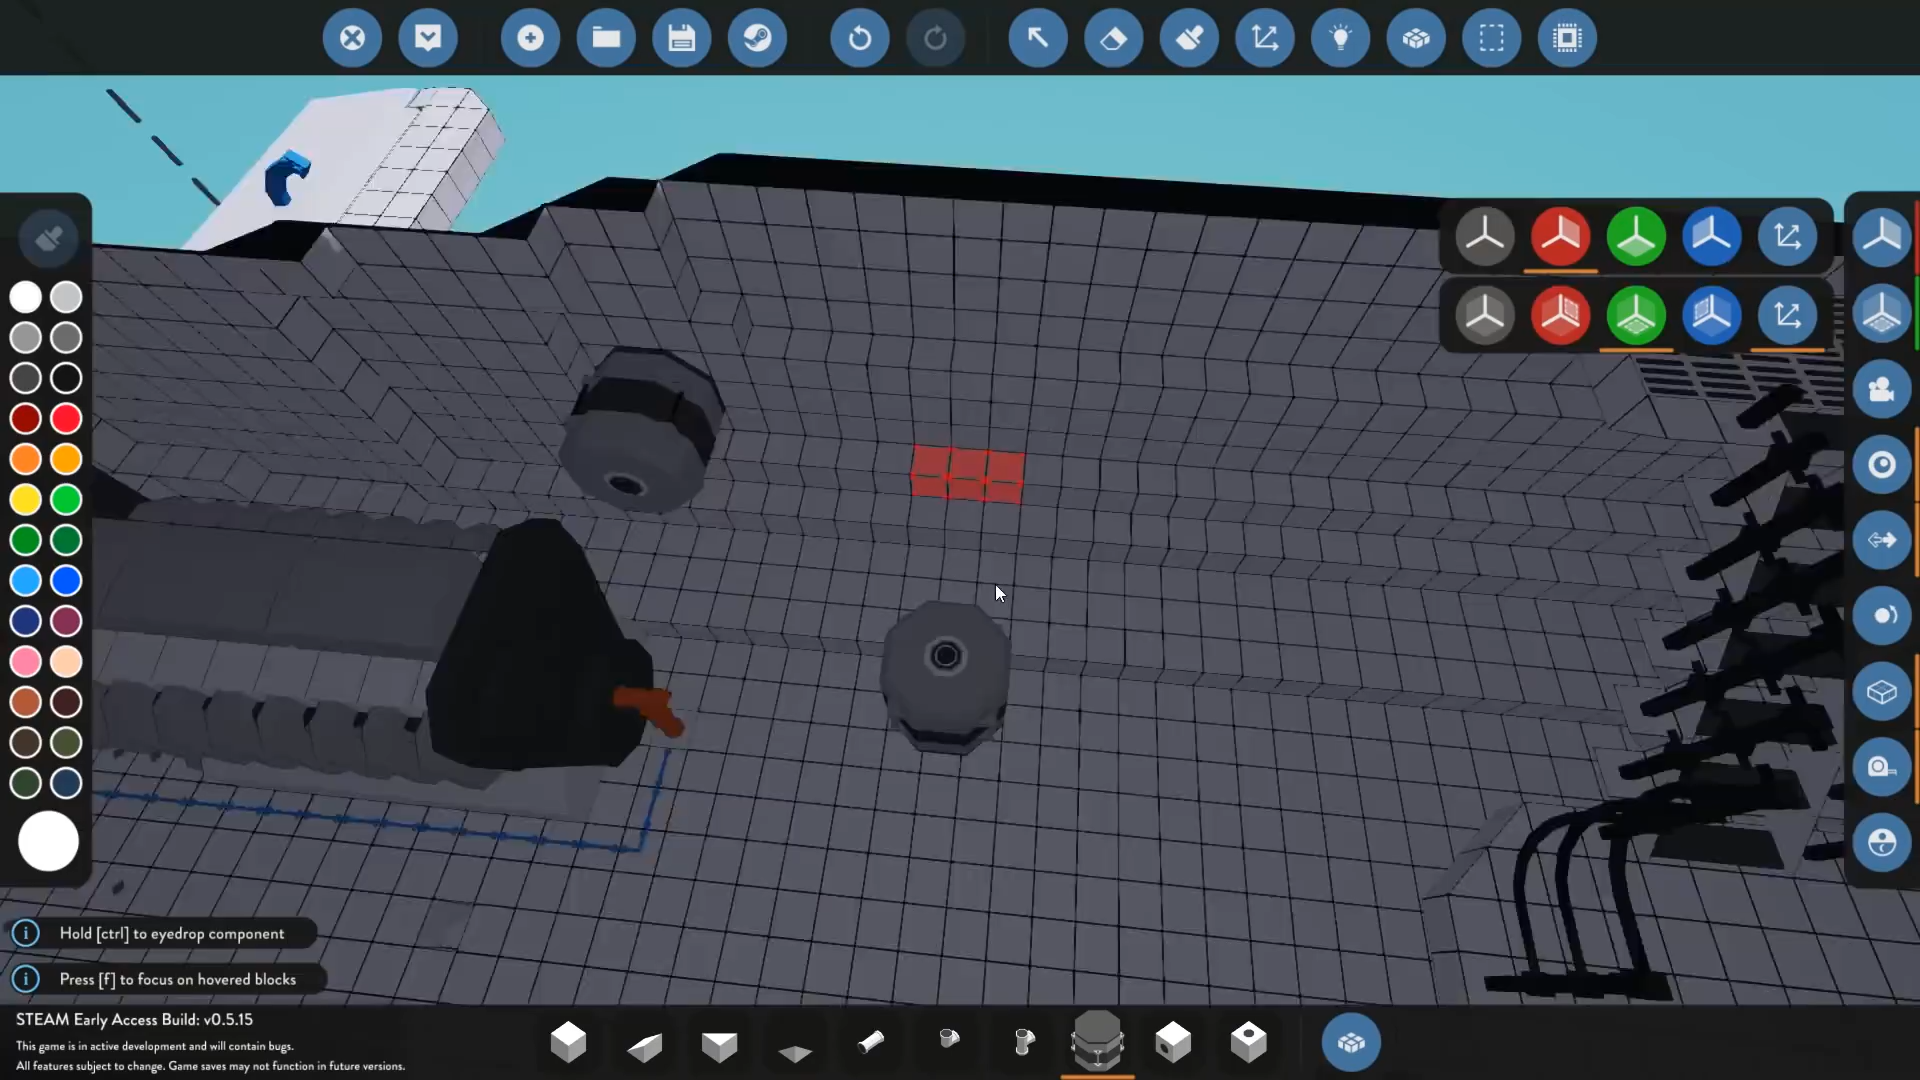 Hold [ctrl] to eyedrop component
Press [f] to focus on hovered blocks
STEAM Early Access Build: v0.5.15
This game is in active development and will contain bugs.
All features subject to change. Game saves may not function in future versions.